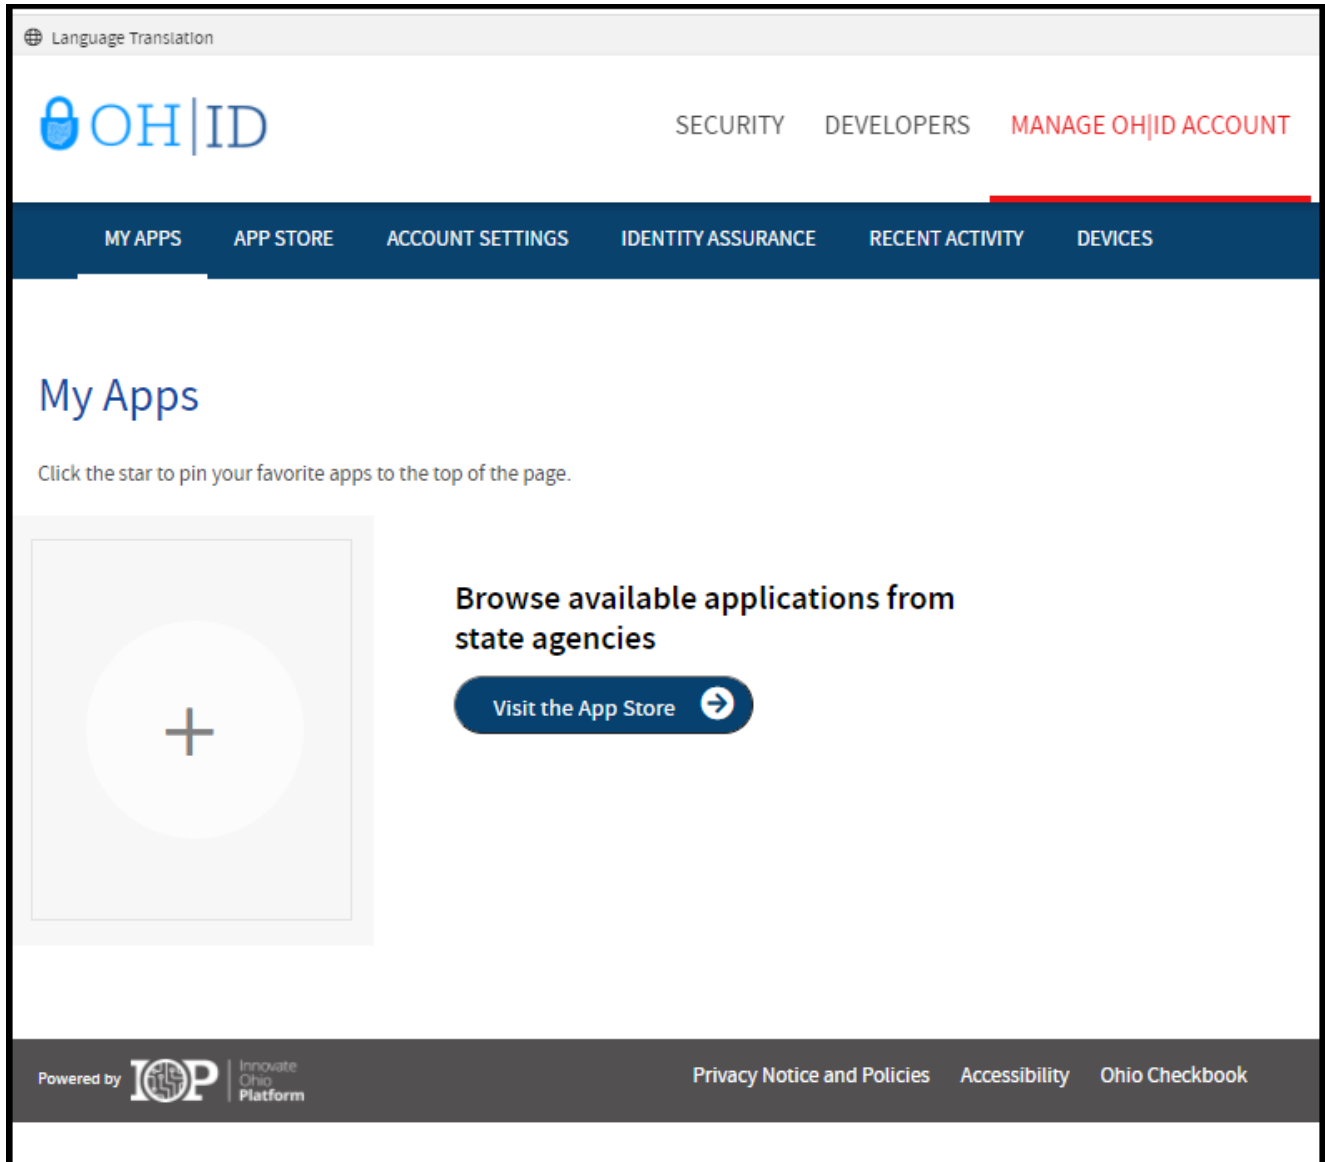 Language Translation
OH|ID
SECURITY DEVELOPERS MANAGE OH|ID ACCOUNT
MY APPS APP STORE ACCOUNT SETTINGS IDENTITY ASSURANCE RECENT ACTIVITY DEVICES
My Apps
Click the star to pin your favorite apps to the top of the page.
Browse available applications from
state agencies
Visit the App Store
Powered by IOP Innovate
Ohio
Platform
Privacy Notice and Policies Accessibility Ohio Checkbook